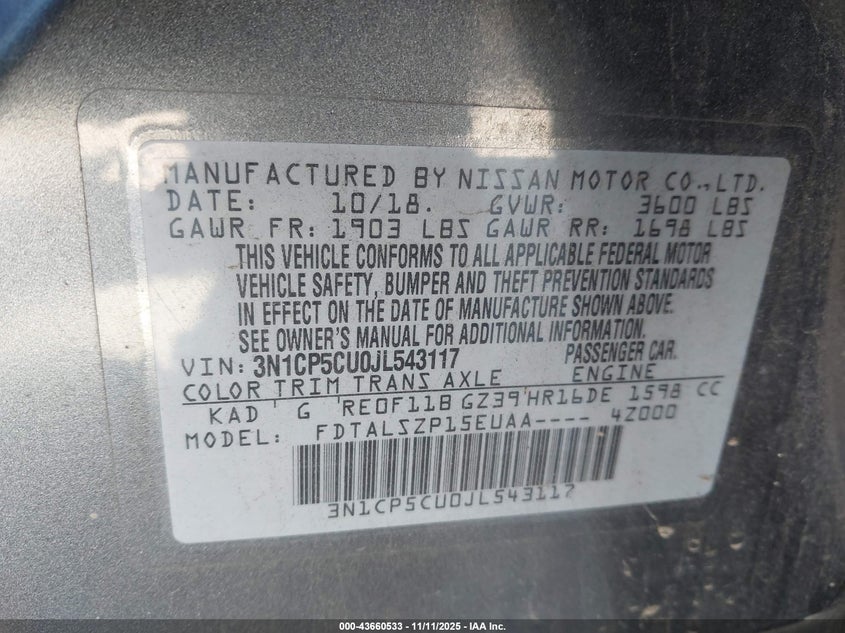 MANUFACTURED BY NISSAN MOTOR CO.,LTD.
DATE: 10/18. GVWR: 3600 LBS
GAWR FR: 1903 LBS GAWR RR: 1698 LBS
THIS VEHICLE CONFORMS TO ALL APPLICABLE FEDERAL MOTOR
VEHICLE SAFETY, BUMPER AND THEFT PREVENTION STANDARDS
IN EFFECT ON THE DATE OF MANUFACTURE SHOWN ABOVE.
SEE OWNER'S MANUAL FOR ADDITIONAL INFORMATION.
VIN: 3N1CP5CU0JL543117 PASSENGER CAR.
COLOR TRIM TRANS AXLE ENGINE
KAD G RE0F11B GZ39 HR16DE 1598 CC
MODEL: FDTALSZP15EUAA---- 4Z000
3N1CP5CU0JL543117
000-43660533 - 11/11/2025 - IAA Inc.